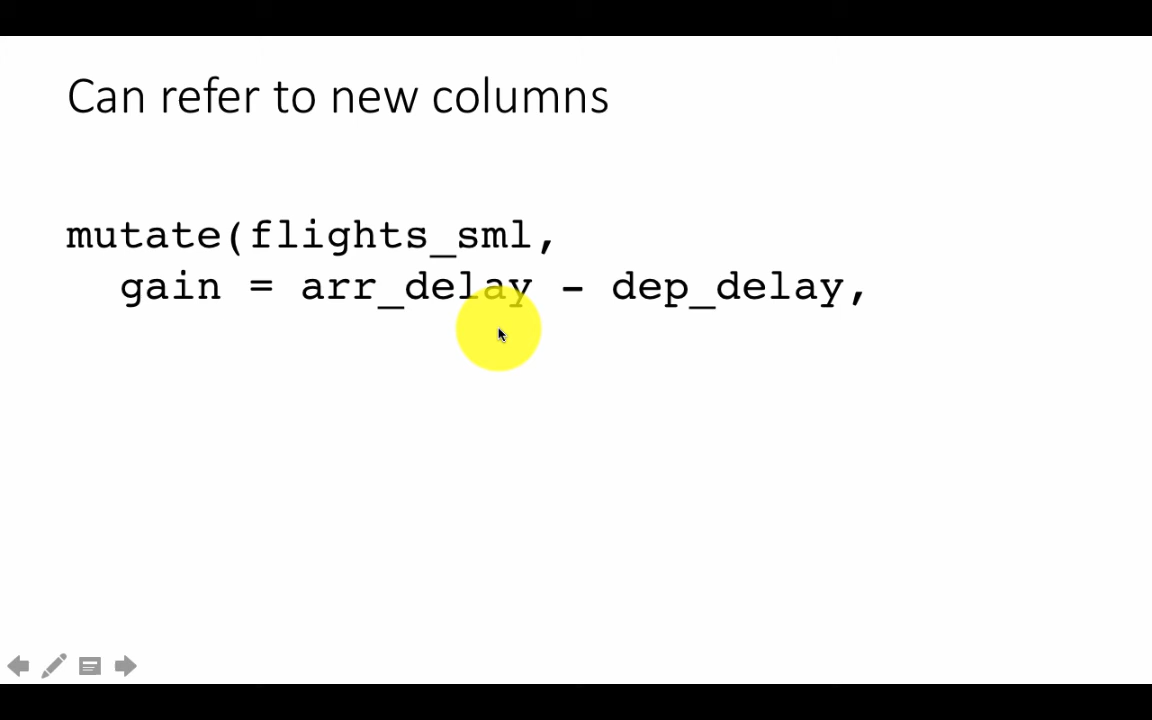 Can refer to new columns
mutate(flights_sml,
gain = arr_delay - dep_delay,